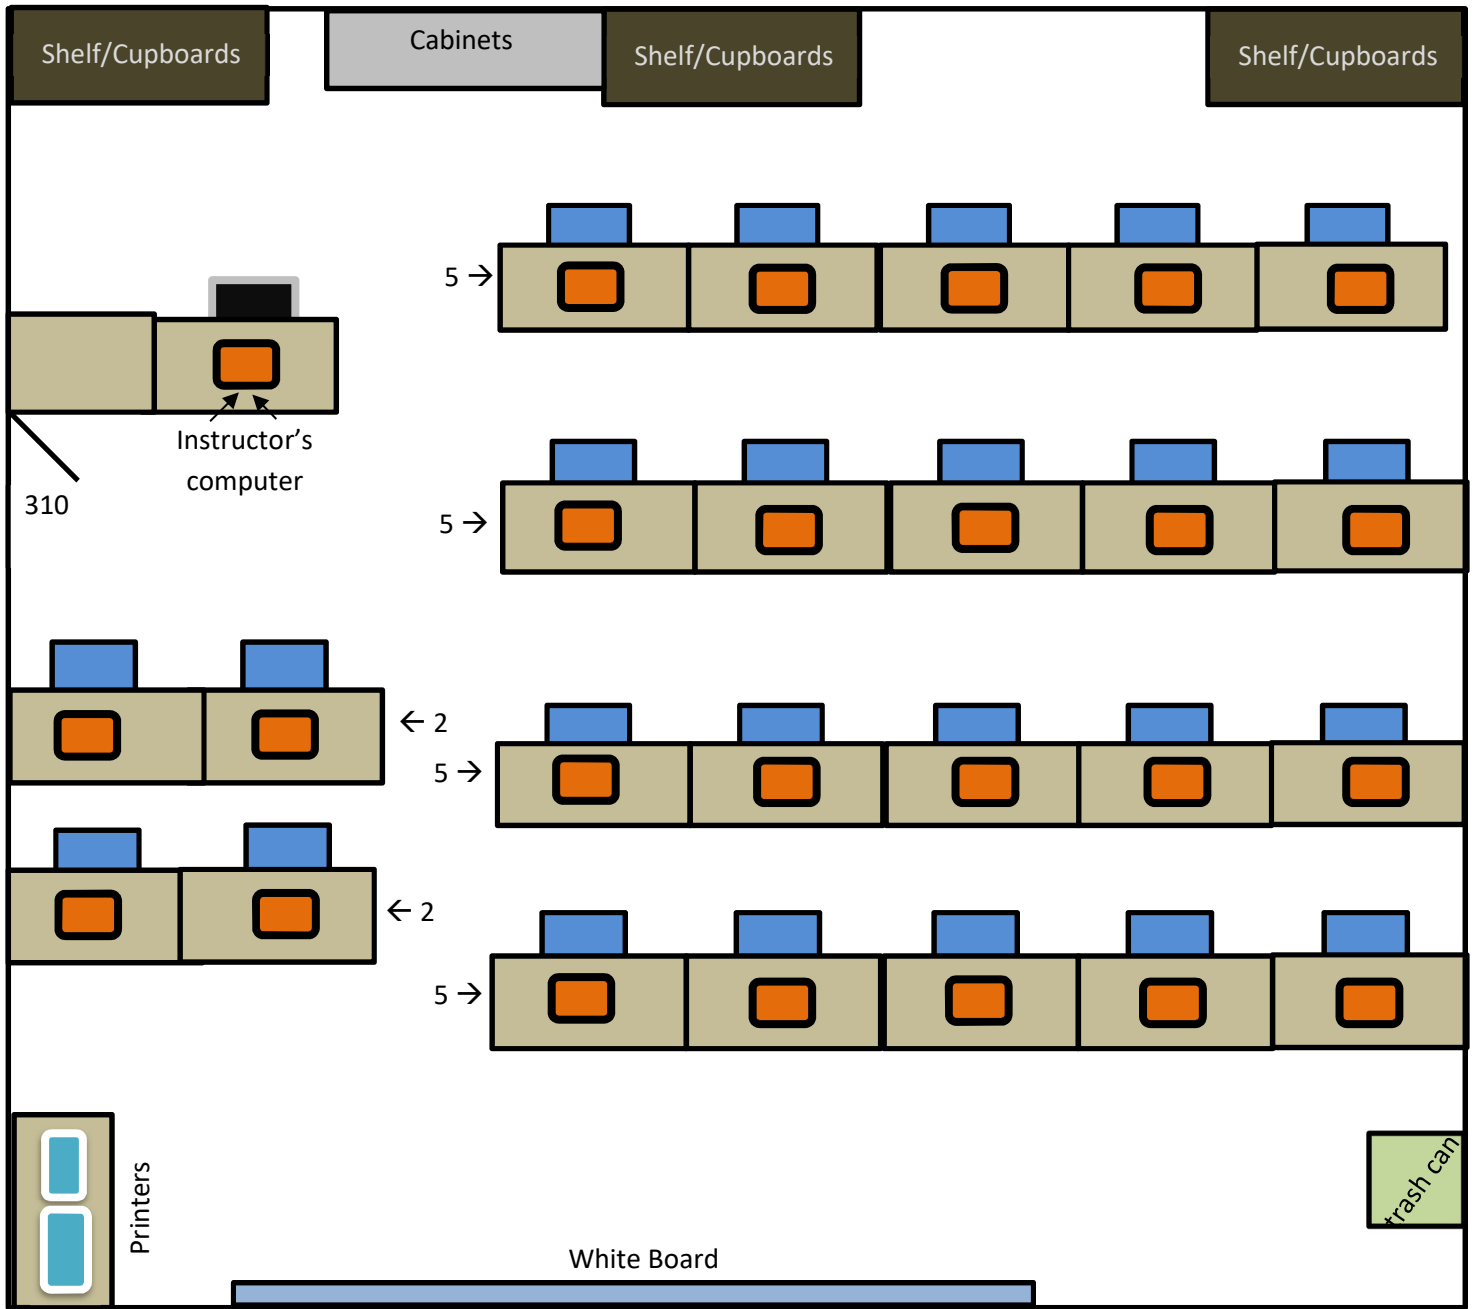 Shelf/Cupboards
Cabinets
Shelf/Cupboards
Shelf/Cupboards
5 →
Instructor’s
computer
310
5 →
← 2
5 →
← 2
5 →
Printers
trash can
White Board